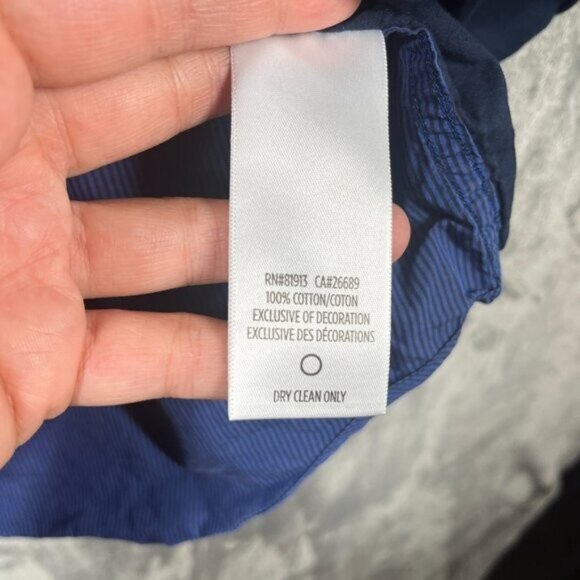 RN#81913 CA#26689
100% COTTON/COTON
EXCLUSIVE OF DECORATION
EXCLUSIVE DES DÉCORATIONS
DRY CLEAN ONLY